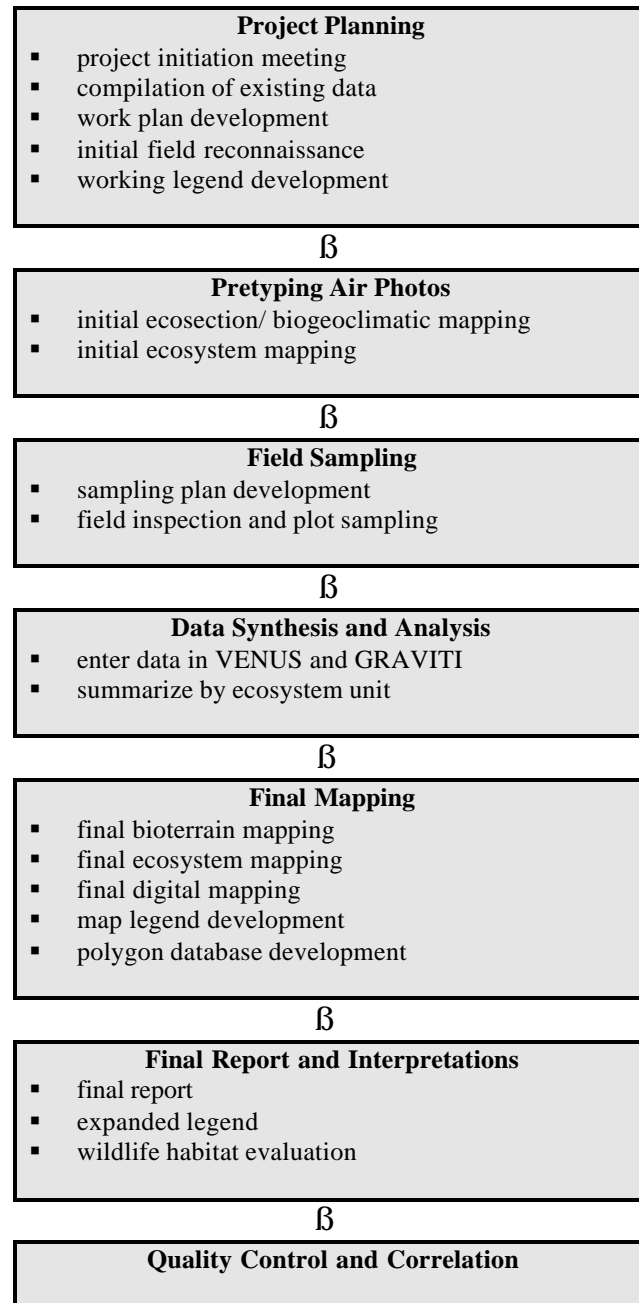 Project Planning
▪ project initiation meeting
▪ compilation of existing data
▪ work plan development
▪ initial field reconnaissance
▪ working legend development
ß
Pretyping Air Photos
▪ initial ecosection/ biogeoclimatic mapping
▪ initial ecosystem mapping
ß
Field Sampling
▪ sampling plan development
▪ field inspection and plot sampling
ß
Data Synthesis and Analysis
▪ enter data in VENUS and GRAVITI
▪ summarize by ecosystem unit
ß
Final Mapping
▪ final bioterrain mapping
▪ final ecosystem mapping
▪ final digital mapping
▪ map legend development
▪ polygon database development
ß
Final Report and Interpretations
▪ final report
▪ expanded legend
▪ wildlife habitat evaluation
ß
Quality Control and Correlation